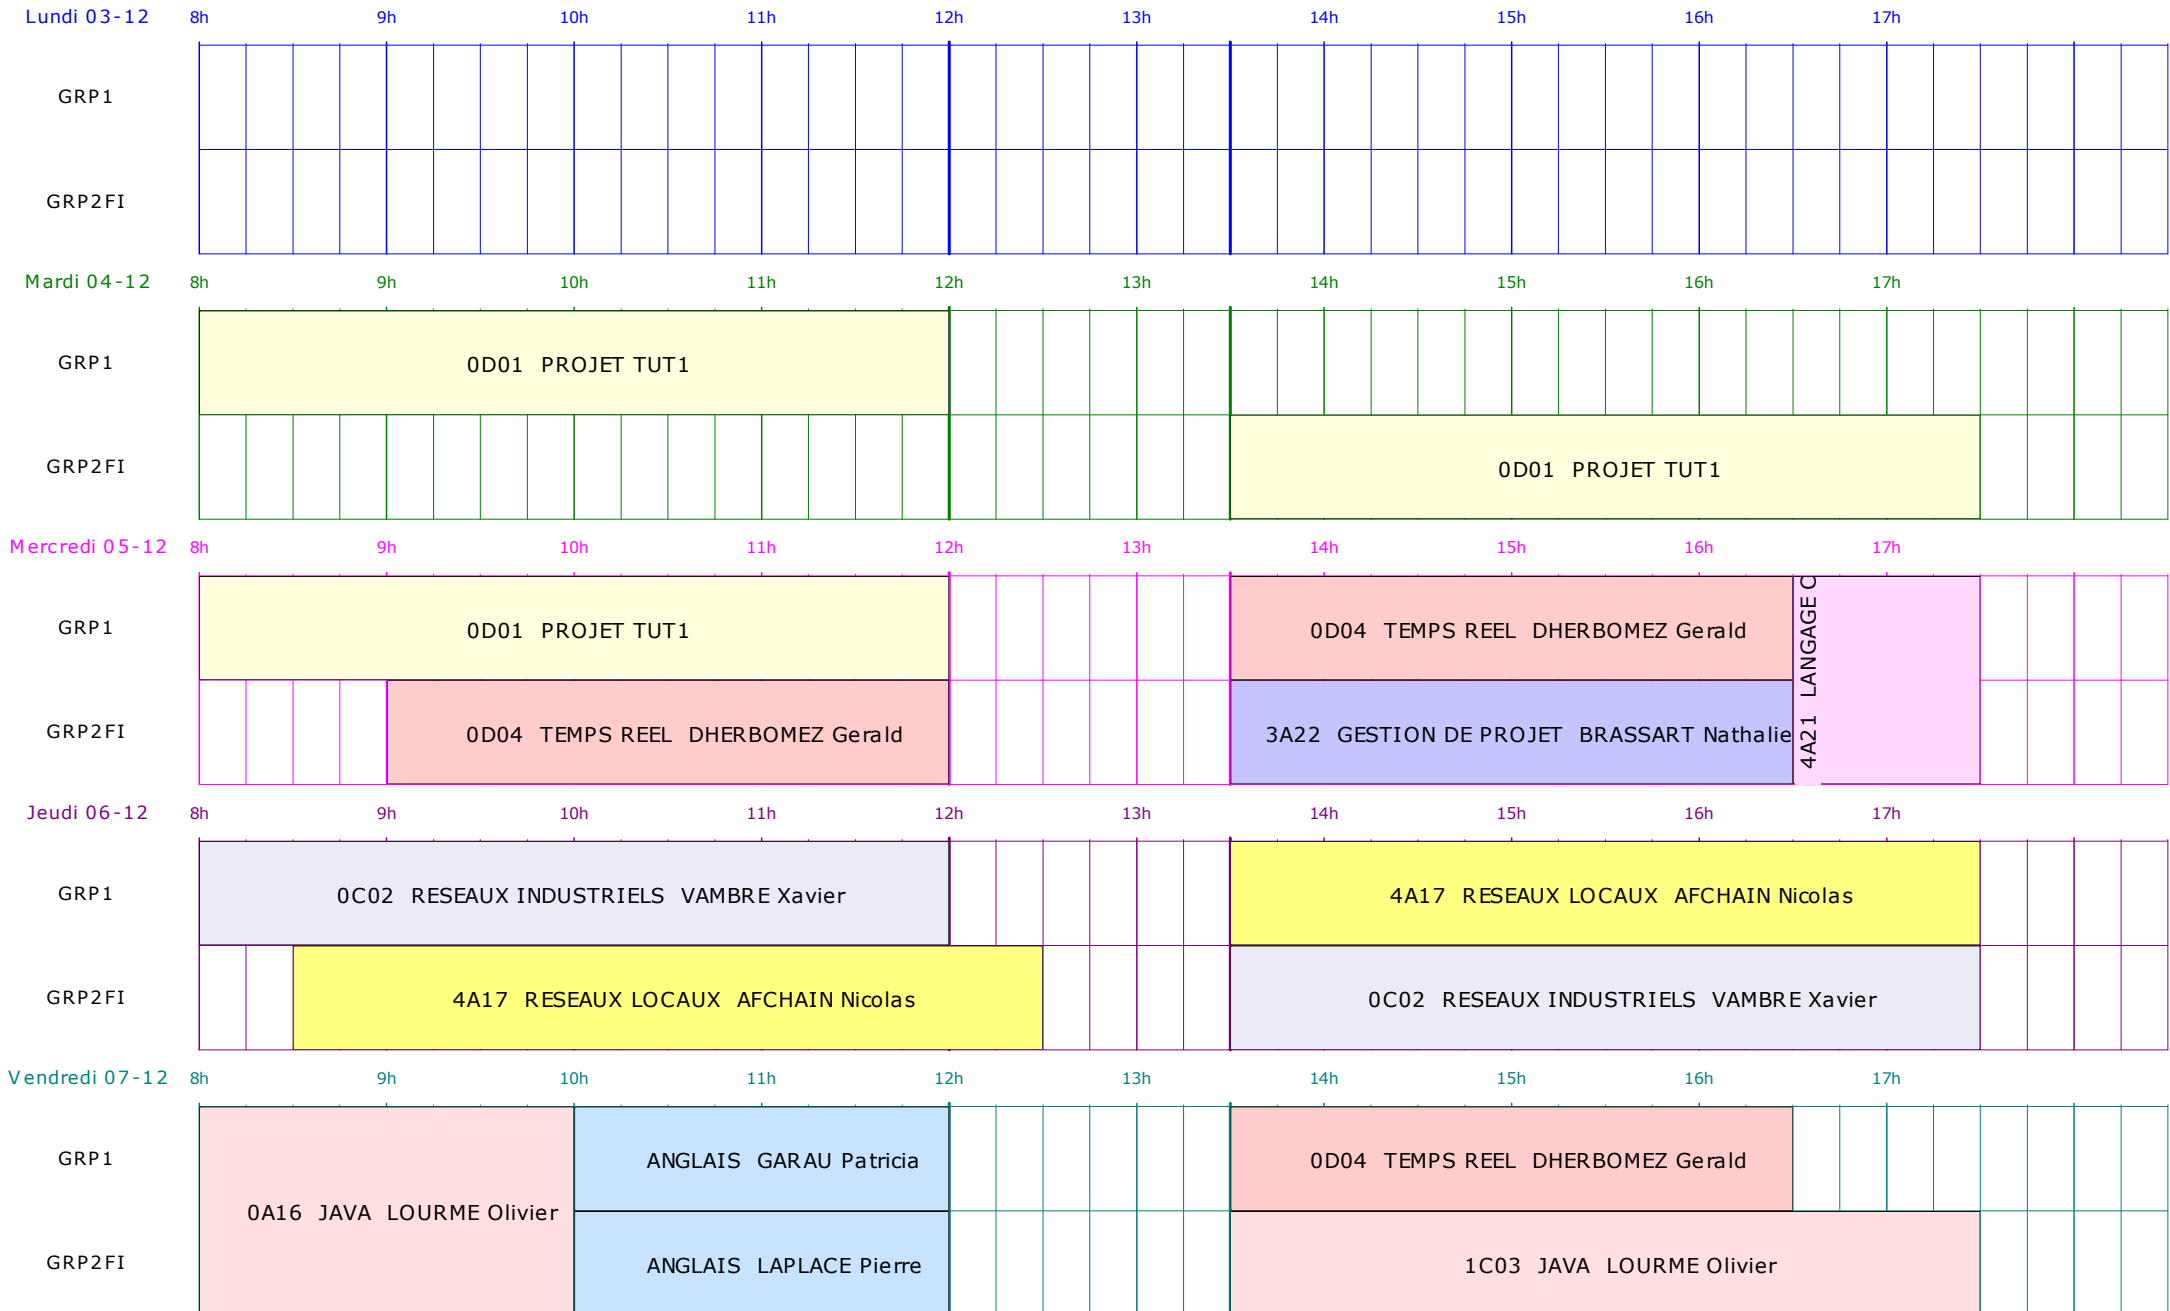 Lundi 03-12 8h 9h 10h 11h 12h 13h 14h 15h 16h 17h
GRP1
GRP2FI
Mardi 04-12 8h 9h 10h 11h 12h 13h 14h 15h 16h 17h
GRP1 0D01 PROJET TUT1
GRP2FI 0D01 PROJET TUT1
Mercredi 05-12 8h 9h 10h 11h 12h 13h 14h 15h 16h 17h
GRP1 0D01 PROJET TUT1 0D04 TEMPS REEL DHERBOMEZ Gerald
4A21 LANGAGE C
GRP2FI 0D04 TEMPS REEL DHERBOMEZ Gerald 3A22 GESTION DE PROJET BRASSART Nathalie
Jeudi 06-12 8h 9h 10h 11h 12h 13h 14h 15h 16h 17h
GRP1 0C02 RESEAUX INDUSTRIELS VAMBRE Xavier 4A17 RESEAUX LOCAUX AFCHAIN Nicolas
GRP2FI 4A17 RESEAUX LOCAUX AFCHAIN Nicolas 0C02 RESEAUX INDUSTRIELS VAMBRE Xavier
Vendredi 07-12 8h 9h 10h 11h 12h 13h 14h 15h 16h 17h
GRP1 ANGLAIS GARAU Patricia 0D04 TEMPS REEL DHERBOMEZ Gerald
0A16 JAVA LOURME Olivier
GRP2FI ANGLAIS LAPLACE Pierre 1C03 JAVA LOURME Olivier